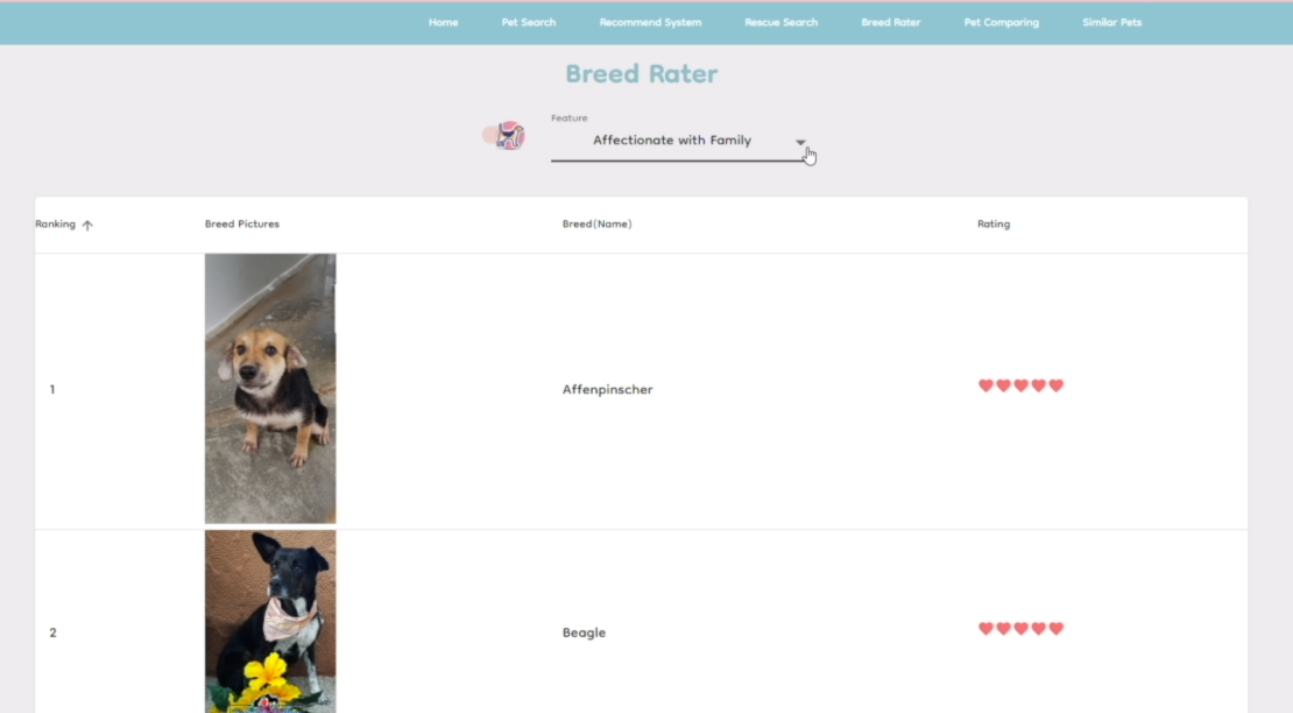 Home Pet Search Recommend System Rescue Search Breed Rater Pet Comparing Similar Pets
Breed Rater
Feature
Affectionate with Family
Ranking Breed Pictures Breed(Name) Rating
1 Affenpinscher
2 Beagle